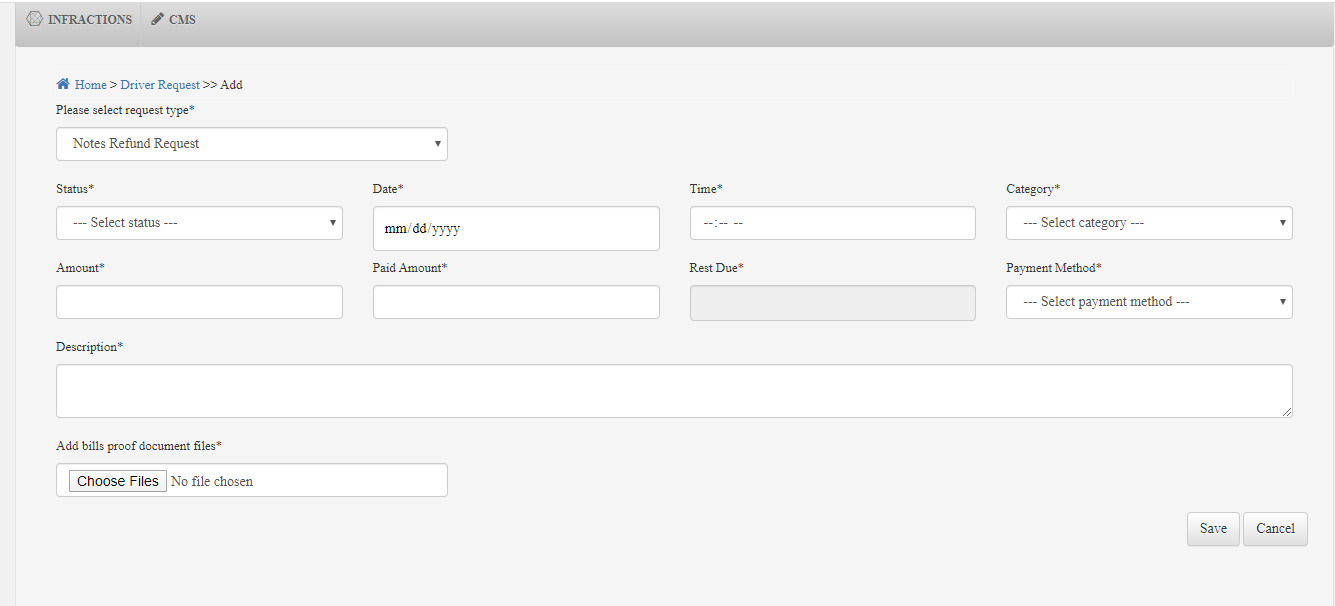 INFRACTIONS CMS
Home > Driver Request >> Add
Please select request type*
Notes Refund Request
Status* Date* Time* Category*
--- Select status --- mm/dd/yyyy --:-- -- --- Select category ---
Amount* Paid Amount* Rest Due* Payment Method*
--- Select payment method ---
Description*
Add bills proof document files*
Choose Files No file chosen
Save Cancel